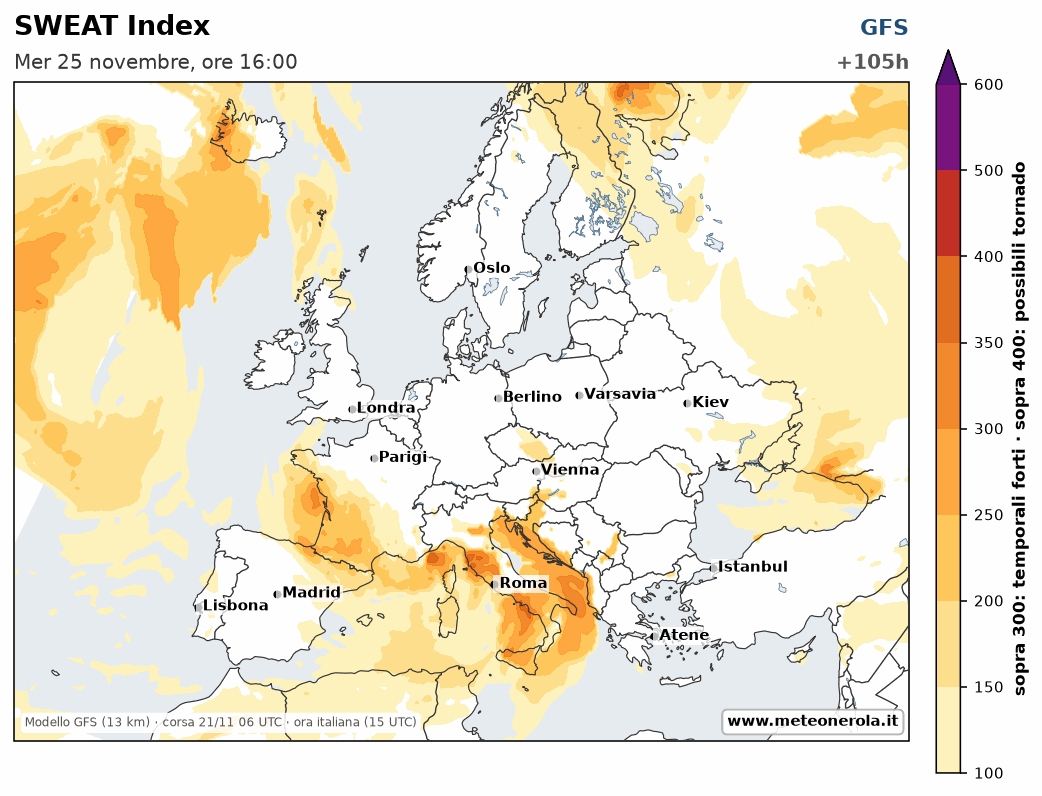 SWEAT Index
GFS
Mer 25 novembre, ore 16:00
+105h
Oslo
Londra
Berlino
Varsavia
Kiev
Parigi
Vienna
Istanbul
Roma
Madrid
Lisbona
Atene
Modello GFS (13 km) · corsa 21/11 06 UTC · ora italiana (15 UTC)
www.meteonerola.it
600
500
400
350
300
250
200
150
100
sopra 300: temporali forti · sopra 400: possibili tornado